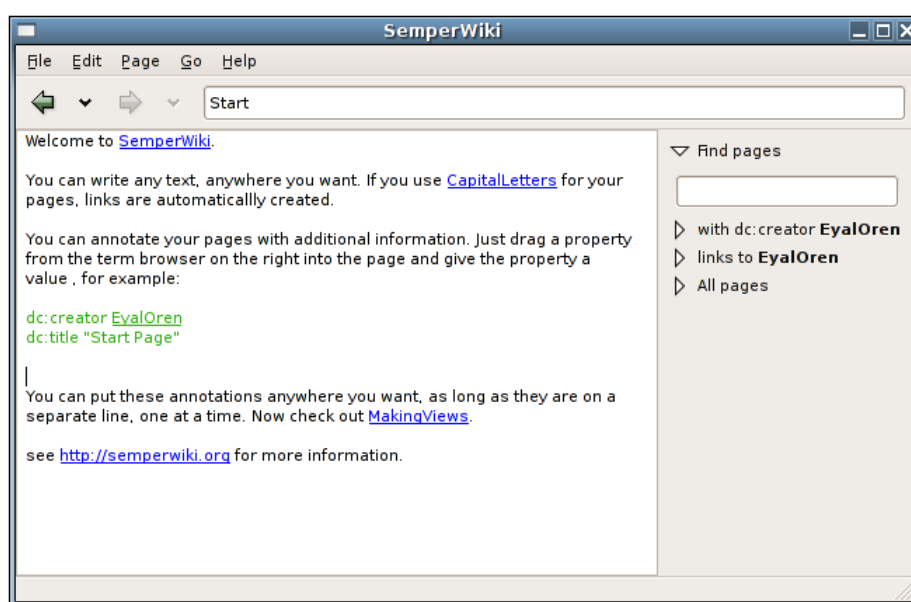 SemperWiki
File Edit Page Go Help
Start
Welcome to SemperWiki.
You can write any text, anywhere you want. If you use CapitalLetters for your
pages, links are automaticallly created.
You can annotate your pages with additional information. Just drag a property
from the term browser on the right into the page and give the property a
value , for example:
dc:creator EyalOren
dc:title "Start Page"
You can put these annotations anywhere you want, as long as they are on a
separate line, one at a time. Now check out MakingViews.
see http://semperwiki.org for more information.
Find pages
with dc:creator EyalOren
links to EyalOren
All pages